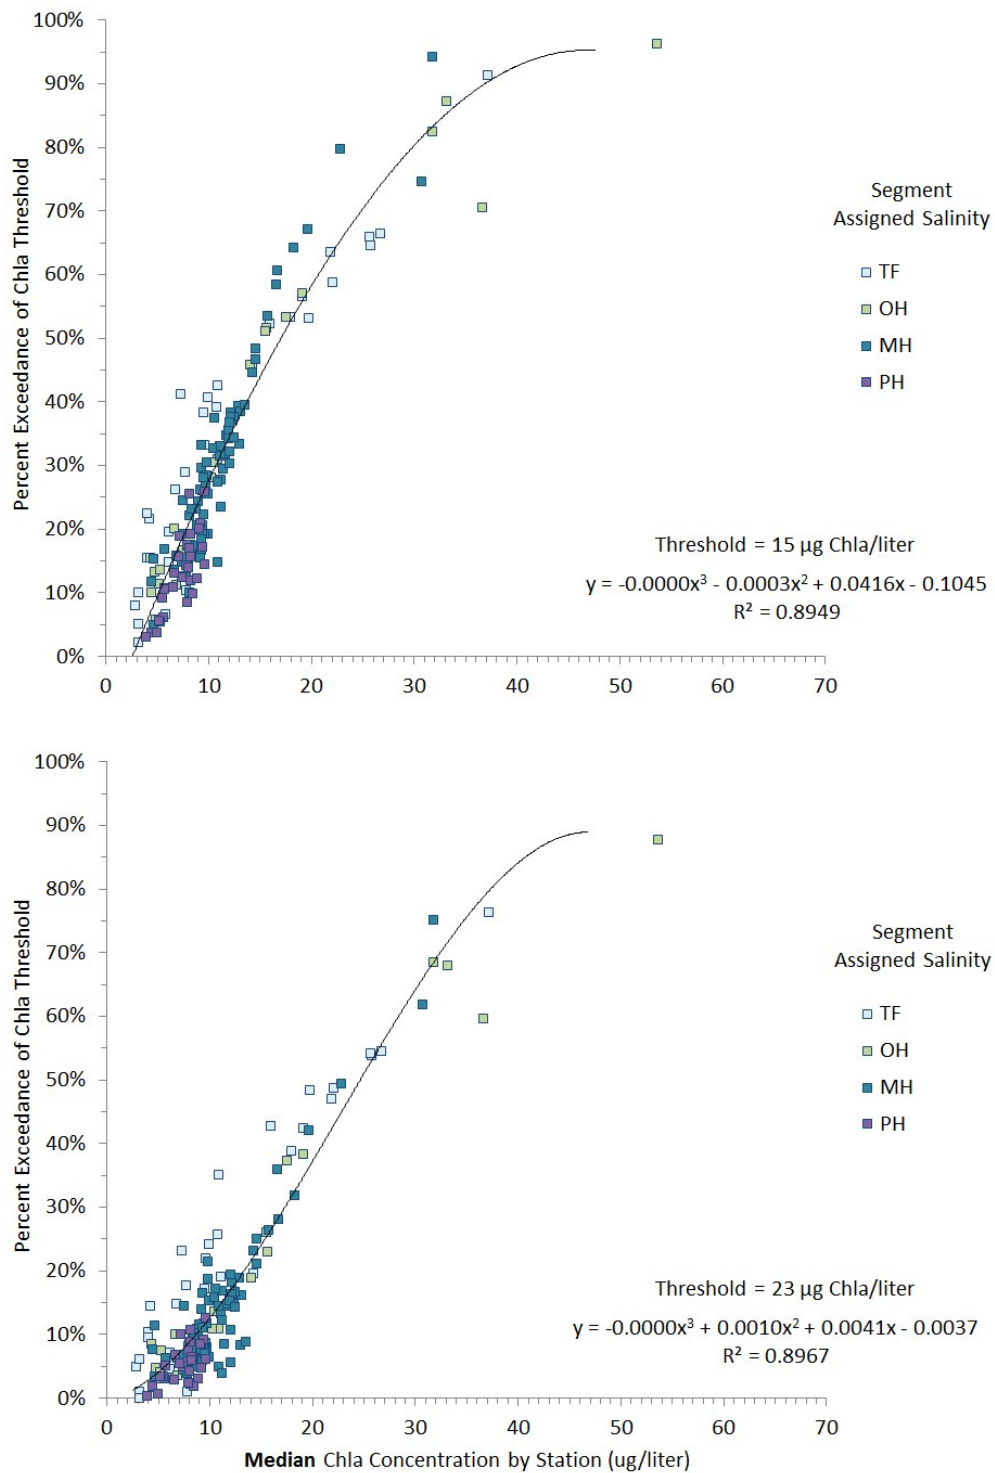 Percent Exceedance of Chla Threshold
100%
90%
80%
70%
60%
50%
40%
30%
20%
10%
0%
0 10 20 30 40 50 60 70
Segment
Assigned Salinity
TF
OH
MH
PH
Threshold = 15 µg Chla/liter
y = -0.0000x³ - 0.0003x² + 0.0416x - 0.1045
R² = 0.8949
Percent Exceedance of Chla Threshold
100%
90%
80%
70%
60%
50%
40%
30%
20%
10%
0%
0 10 20 30 40 50 60 70
Segment
Assigned Salinity
TF
OH
MH
PH
Threshold = 23 µg Chla/liter
y = -0.0000x³ + 0.0010x² + 0.0041x - 0.0037
R² = 0.8967
Median Chla Concentration by Station (ug/liter)